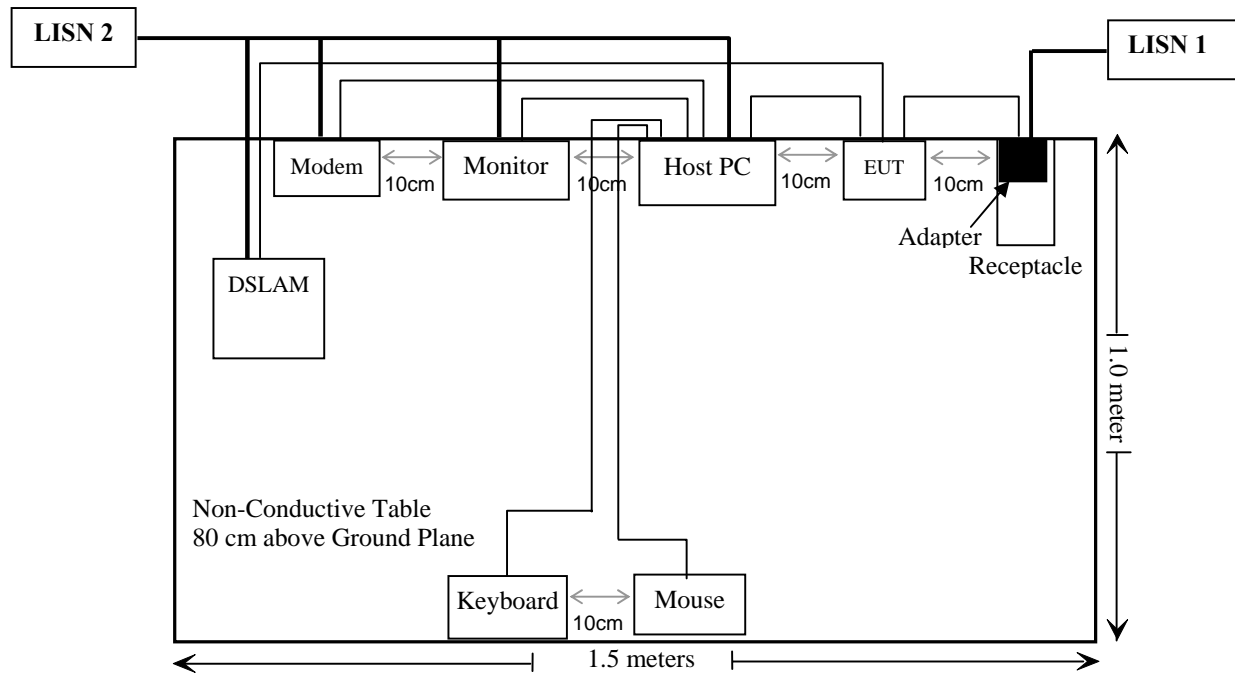 LISN 2
LISN 1
Modem
10cm
Monitor
10cm
Host PC
10cm
EUT
10cm
Adapter
Receptacle
DSLAM
1.0 meter
Non-Conductive Table
80 cm above Ground Plane
Keyboard
10cm
Mouse
1.5 meters